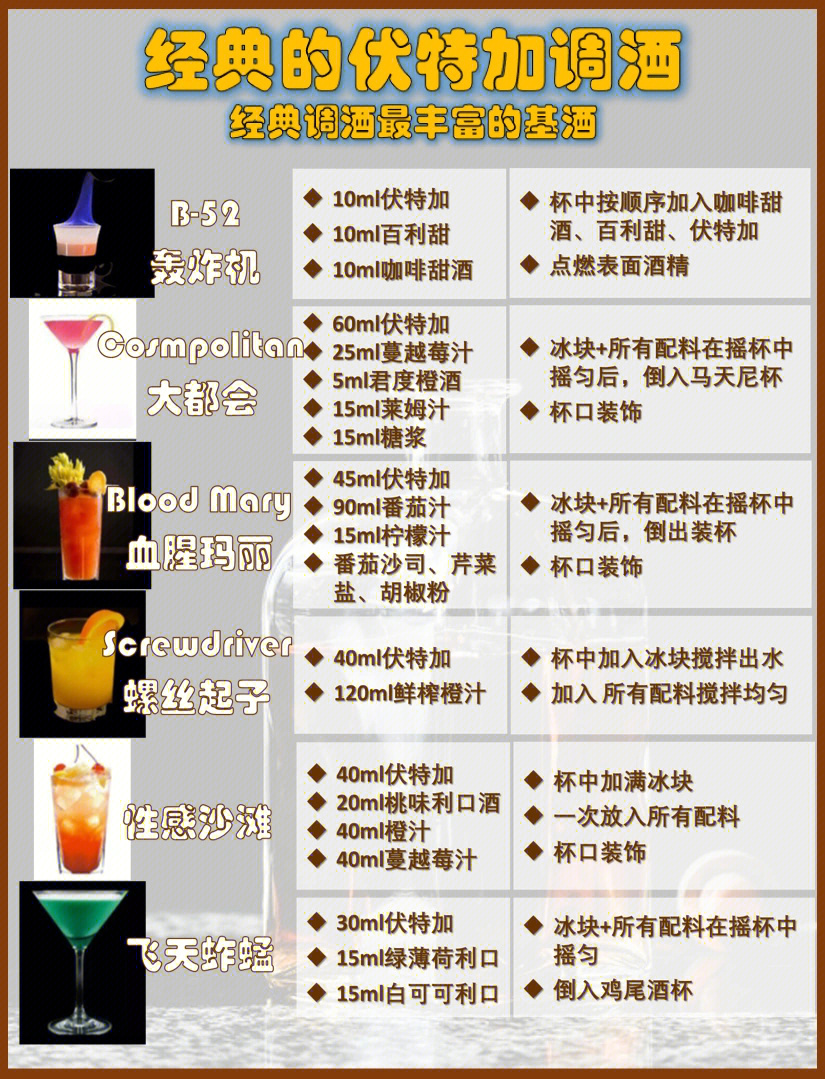 经典的伏特加调酒
经典调酒最丰富的基酒
B-52
轰炸机
◆ 10ml伏特加
◆ 10ml百利甜
◆ 10ml咖啡甜酒
◆ 杯中按顺序加入咖啡甜
酒、百利甜、伏特加
◆ 点燃表面酒精
Cosmpolitan
大都会
◆ 60ml伏特加
◆ 25ml蔓越莓汁
◆ 5ml君度橙酒
◆ 15ml莱姆汁
◆ 15ml糖浆
◆ 冰块+所有配料在摇杯中
摇匀后，倒入马天尼杯
◆ 杯口装饰
Blood Mary
血腥玛丽
◆ 45ml伏特加
◆ 90ml番茄汁
◆ 15ml柠檬汁
◆ 番茄沙司、芹菜
盐、胡椒粉
◆ 冰块+所有配料在摇杯中
摇匀后，倒出装杯
◆ 杯口装饰
Screwdriver
螺丝起子
◆ 40ml伏特加
◆ 120ml鲜榨橙汁
◆ 杯中加入冰块搅拌出水
◆ 加入 所有配料搅拌均匀
性感沙滩
◆ 40ml伏特加
◆ 20ml桃味利口酒
◆ 40ml橙汁
◆ 40ml蔓越莓汁
◆ 杯中加满冰块
◆ 一次放入所有配料
◆ 杯口装饰
飞天蚱蜢
◆ 30ml伏特加
◆ 15ml绿薄荷利口
◆ 15ml白可可利口
◆ 冰块+所有配料在摇杯中
摇匀
◆ 倒入鸡尾酒杯